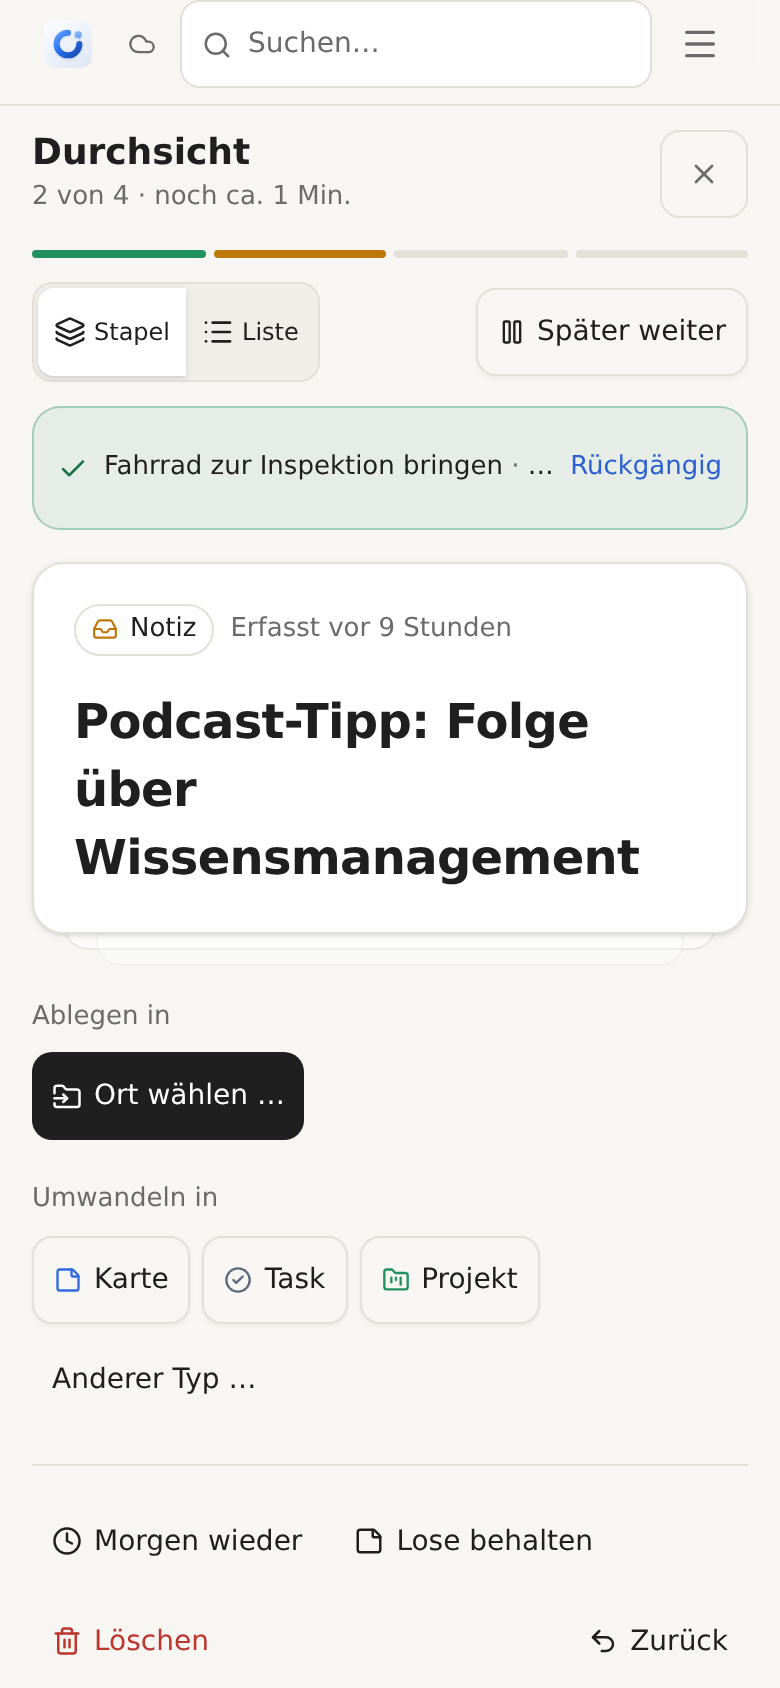 Suchen...
Durchsicht
2 von 4 · noch ca. 1 Min.
Stapel
Liste
Später weiter
Fahrrad zur Inspektion bringen · ...
Rückgängig
Notiz
Erfasst vor 9 Stunden
Podcast-Tipp: Folge
über
Wissensmanagement
Ablegen in
Ort wählen ...
Umwandeln in
Karte
Task
Projekt
Anderer Typ ...
Morgen wieder
Lose behalten
Löschen
Zurück